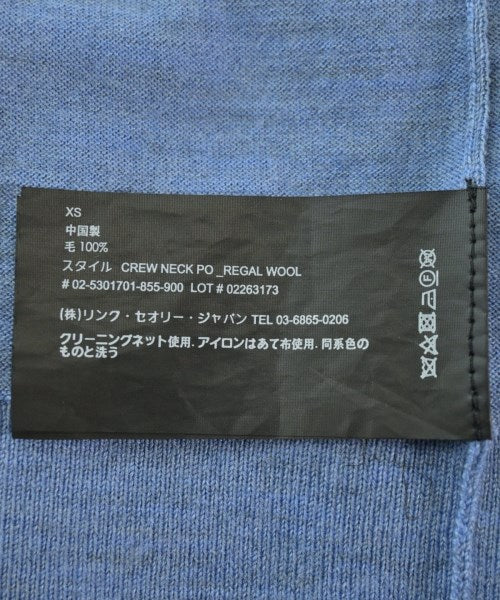 XS
中国製
毛 100%
スタイル CREW NECK PO _REGAL WOOL
# 02-5301701-855-900 LOT # 02263173
(株)リンク・セオリー・ジャパン TEL 03-6865-0206
クリーニングネット使用. アイロンはあて布使用. 同系色の
ものと洗う